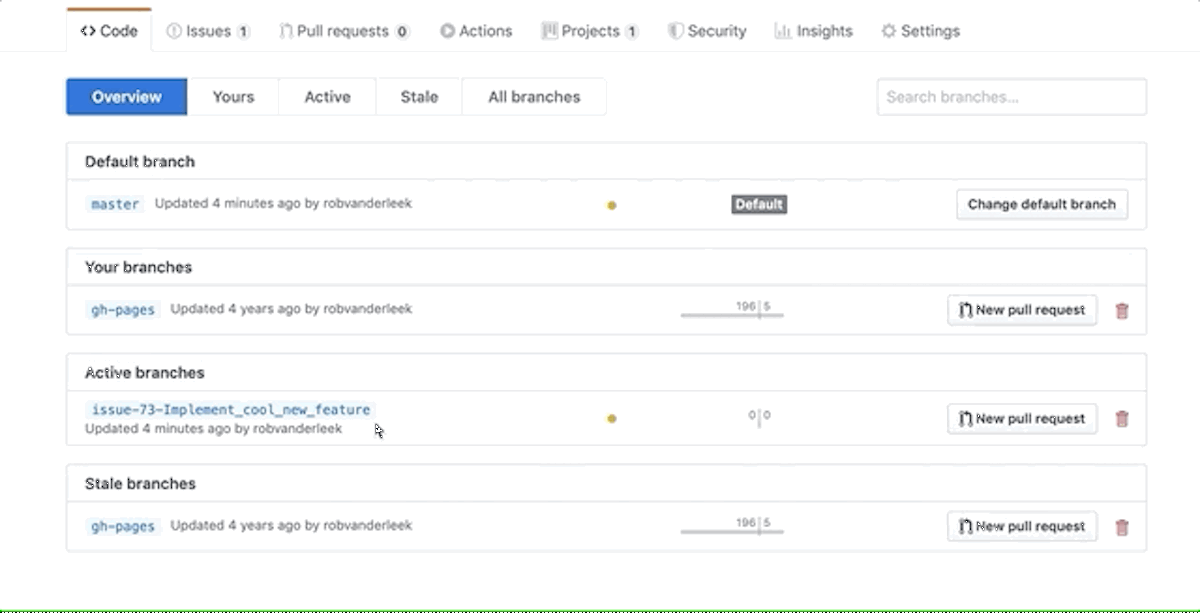 <> Code Issues 1 Pull requests 0 Actions Projects 1 Security Insights Settings
Overview Yours Active Stale All branches Search branches...
Default branch
master Updated 4 minutes ago by robvanderleek Default Change default branch
Your branches
gh-pages Updated 4 years ago by robvanderleek 196 5 New pull request
Active branches
issue-73-Implement_cool_new_feature
Updated 4 minutes ago by robvanderleek 0 0 New pull request
Stale branches
gh-pages Updated 4 years ago by robvanderleek 196 5 New pull request